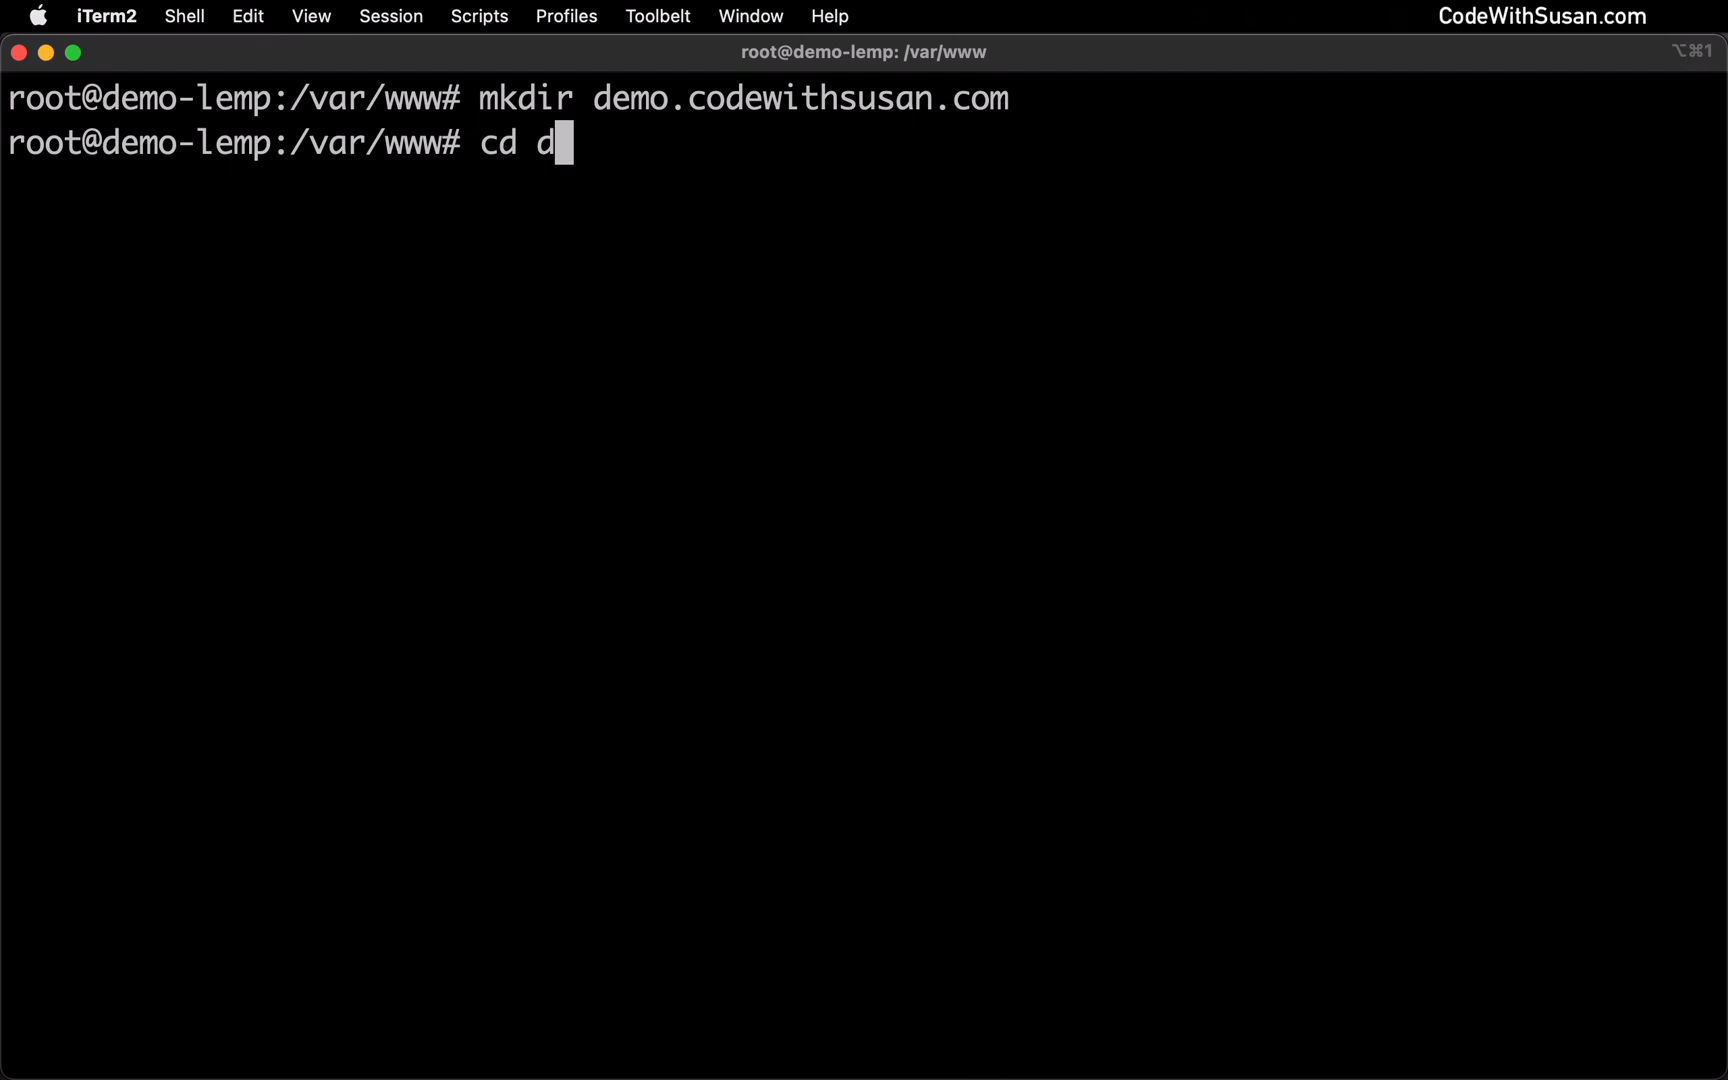 iTerm2 Shell Edit View Session Scripts Profiles Toolbelt Window Help CodeWithSusan.com
root@demo-lemp: /var/www ⌥⌘1
root@demo-lemp:/var/www# mkdir demo.codewithsusan.com
root@demo-lemp:/var/www# cd d